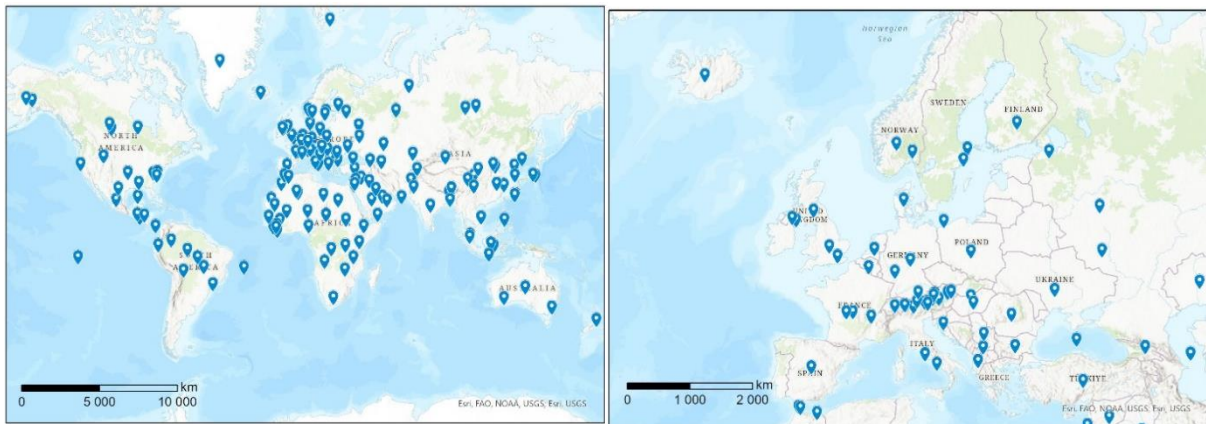 NORTH
AMERICA
EUROPE
ASIA
AFRICA
SOUTH
AMERICA
AUSTRALIA
km
0 5 000 10 000
Esri, FAO, NOAA, USGS, Esri, USGS
Norwegian
Sea
SWEDEN
FINLAND
NORWAY
UNITED
KINGDOM
POLAND
GERMANY
UKRAINE
FRANCE
ITALY
SPAIN
GREECE
TÜRKIYE
km
0 1 000 2 000
Esri, FAO, NOAA, USGS, Esri, USGS